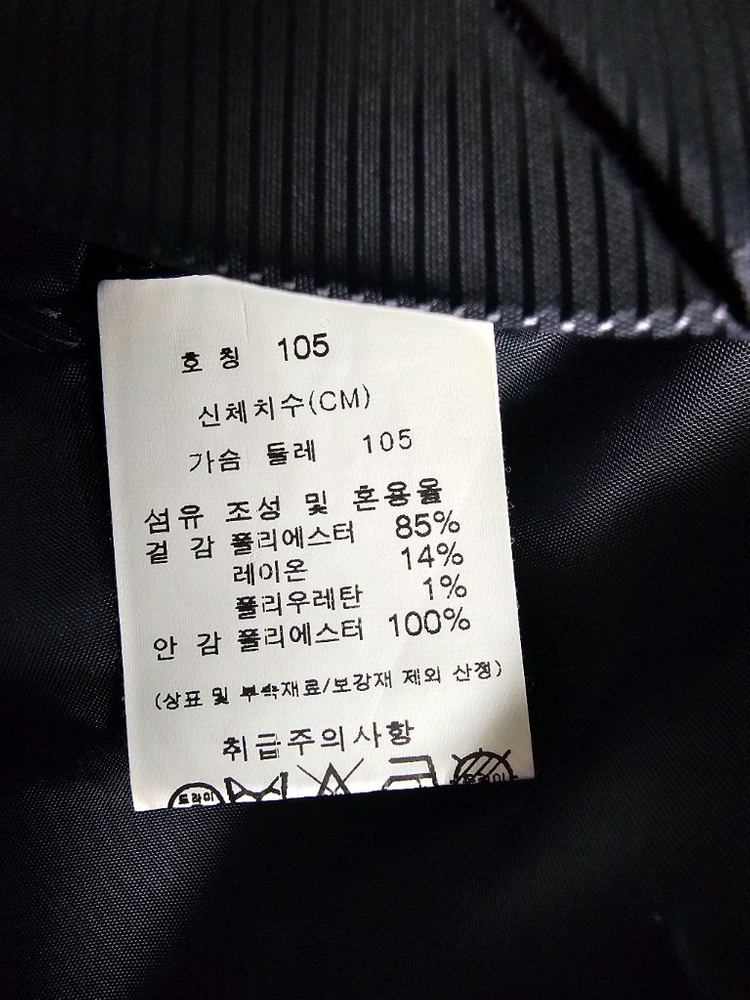 호 칭 105
신체치수(CM)
가슴 둘레 105
섬유 조성 및 혼용율
겉 감 폴리에스터 85%
레이온 14%
폴리우레탄 1%
안 감 폴리에스터 100%
(상표 및 부속재료/보강재 제외 산정)
취급주의사항
드라이